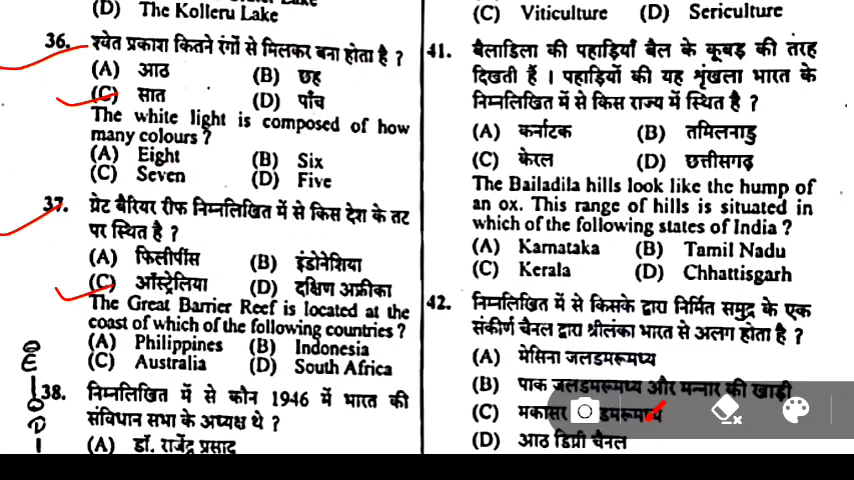 (D) The Kolleru Lake
36. श्वेत प्रकाश कितने रंगों से मिलकर बना होता है ?
(A) आठ (B) छह
(C) सात (D) पाँच
The white light is composed of how
many colours ?
(A) Eight (B) Six
(C) Seven (D) Five
37. ग्रेट बैरियर रीफ निम्नलिखित में से किस देश के तट
पर स्थित है ?
(A) फिलीपींस (B) इंडोनेशिया
(C) ऑस्ट्रेलिया (D) दक्षिण अफ्रीका
The Great Barrier Reef is located at the
coast of which of the following countries ?
(A) Philippines (B) Indonesia
(C) Australia (D) South Africa
38. निम्नलिखित में से कौन 1946 में भारत की
संविधान सभा के अध्यक्ष थे ?
(A) डॉ. राजेंद्र प्रसाद
(C) Viticulture (D) Sericulture
41. बैलाडिला की पहाड़ियाँ बैल के कूबड़ की तरह
दिखती हैं । पहाड़ियों की यह शृंखला भारत के
निम्नलिखित में से किस राज्य में स्थित है ?
(A) कर्नाटक (B) तमिलनाडु
(C) केरल (D) छत्तीसगढ़
The Bailadila hills look like the hump of
an ox. This range of hills is situated in
which of the following states of India ?
(A) Karnataka (B) Tamil Nadu
(C) Kerala (D) Chhattisgarh
42. निम्नलिखित में से किसके द्वारा निर्मित समुद्र के एक
संकीर्ण चैनल द्वारा श्रीलंका भारत से अलग होता है ?
(A) मेसिना जलडमरूमध्य
(B) पाक जलडमरूमध्य और मन्नार की खाड़ी
(C) मकासर
(D) आठ डिग्री चैनल